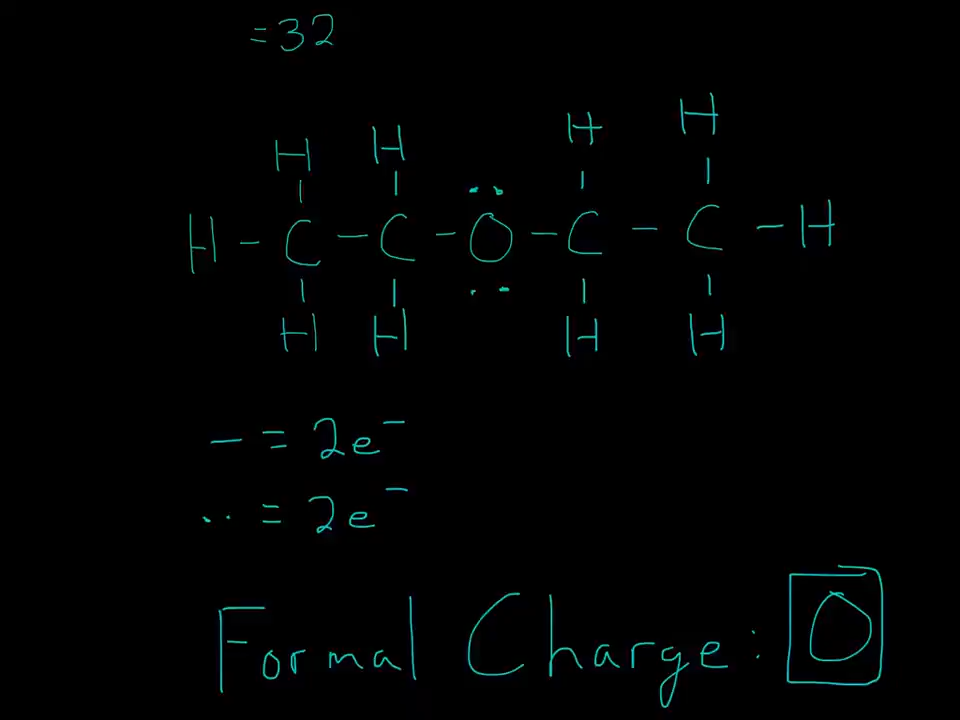 =32
H H H H
H - C - C - O - C - C - H
H H H H
— = 2e⁻
.. = 2e⁻
Formal Charge: 0